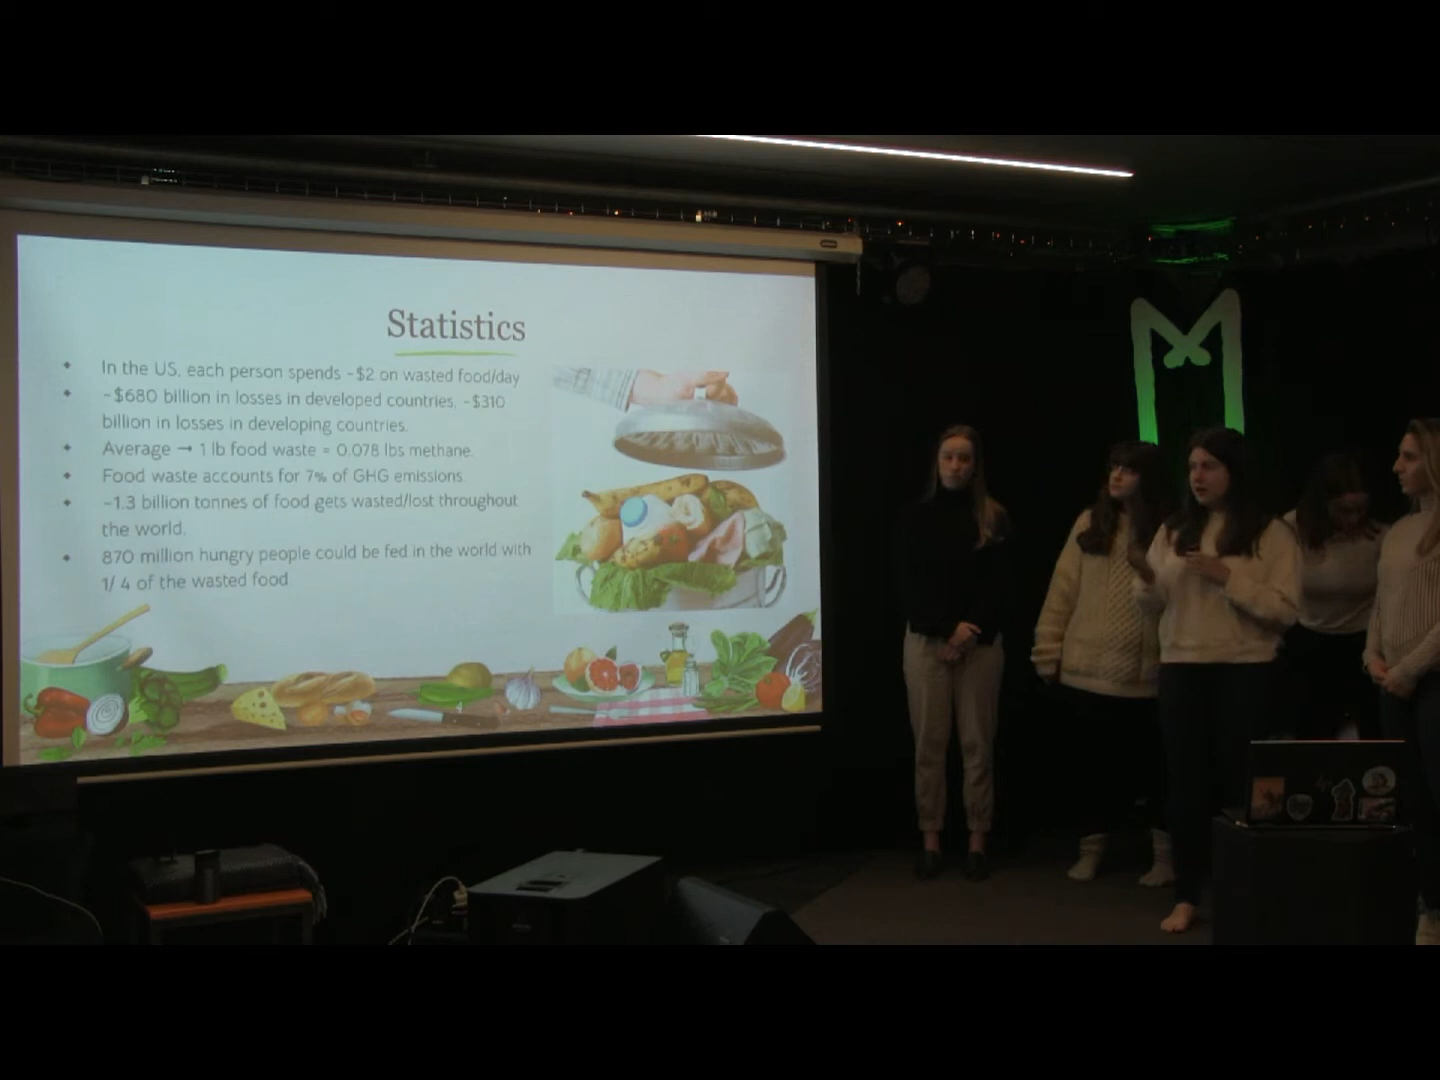 Statistics
In the US, each person spends ~$2 on wasted food/day
~$680 billion in losses in developed countries, ~$310
billion in losses in developing countries.
Average → 1 lb food waste = 0.078 lbs methane.
Food waste accounts for 7% of GHG emissions.
~1.3 billion tonnes of food gets wasted/lost throughout
the world.
870 million hungry people could be fed in the world with
1/ 4 of the wasted food
M